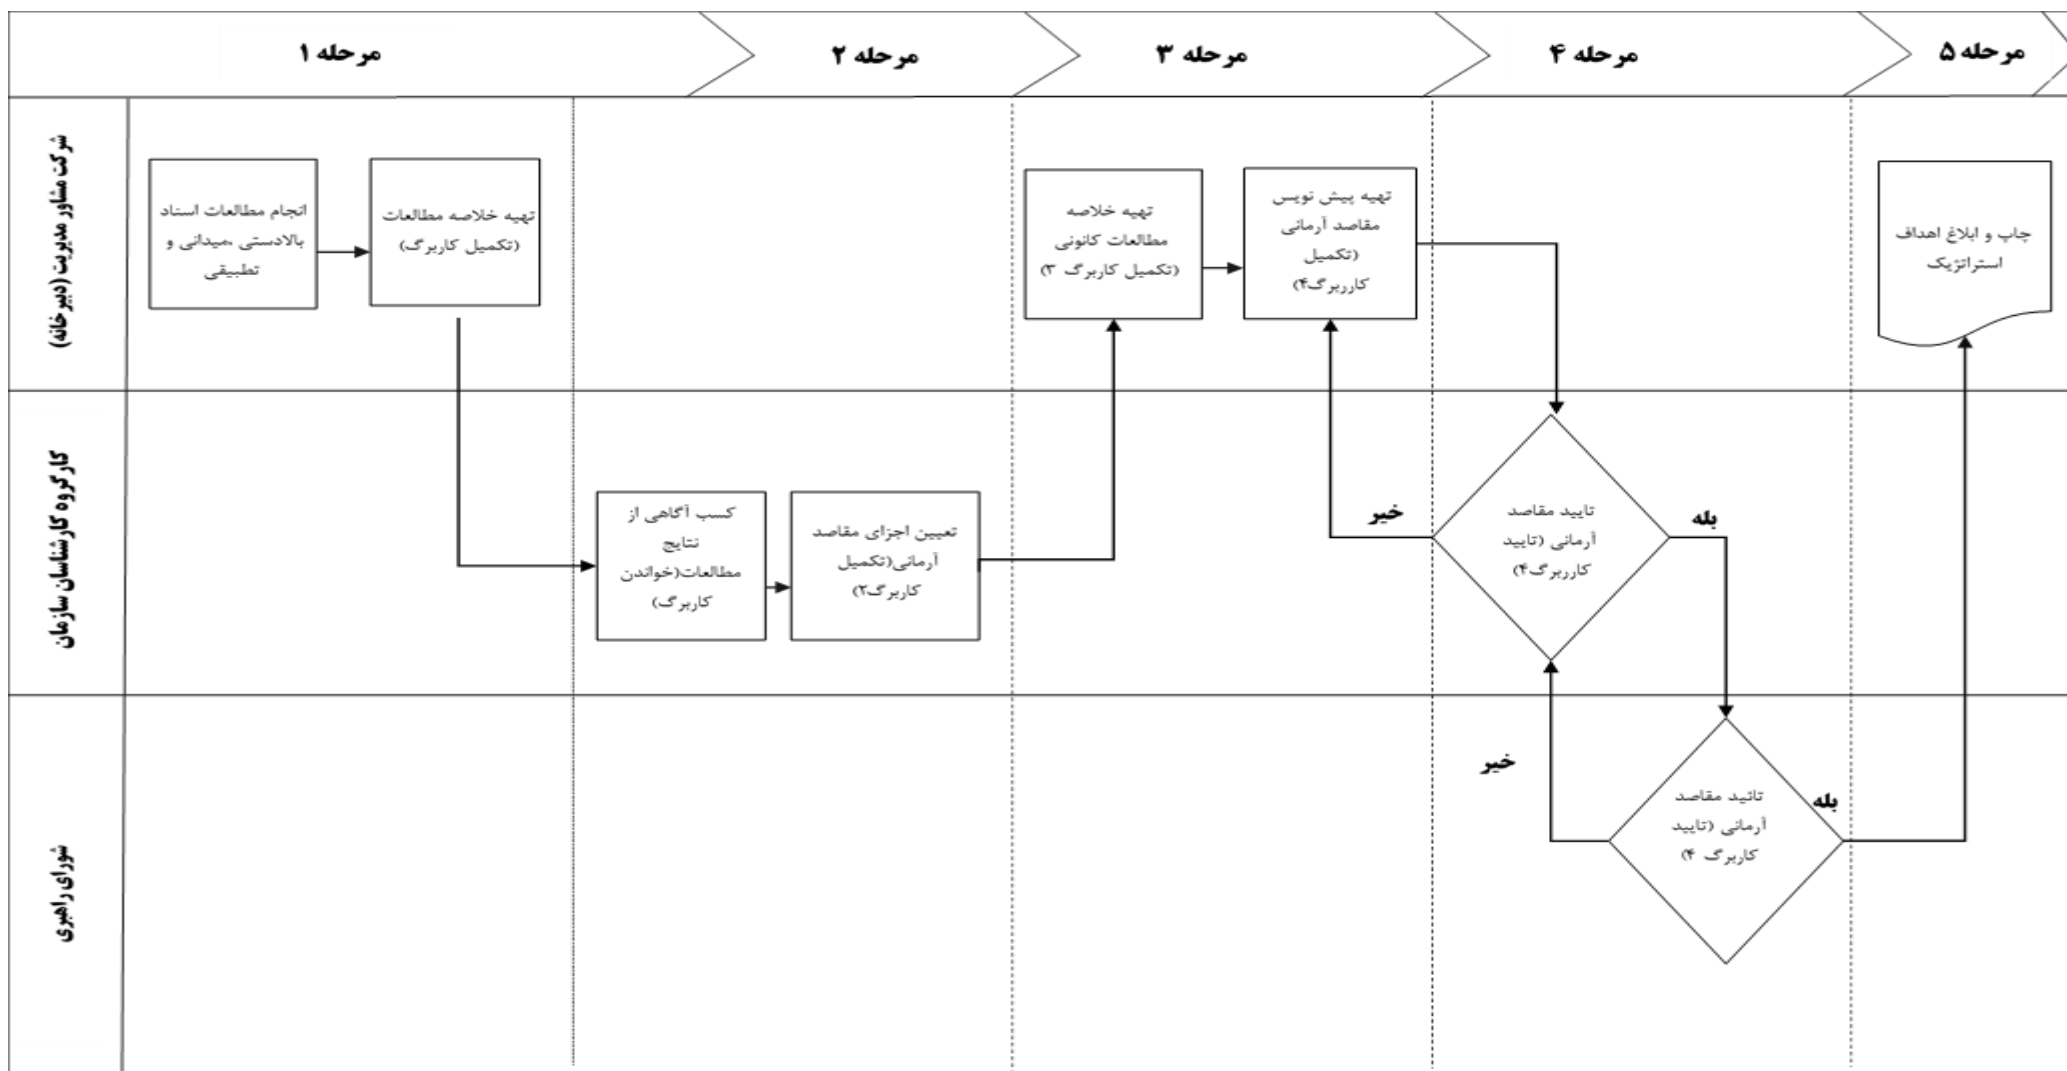 مرحله ۱
مرحله ۲
مرحله ۳
مرحله ۴
مرحله ۵
شرکت مشاور مدیریت (دبیرخانه)
انجام مطالعات اسناد
بالادستی ،میدانی و
تطبیقی
تهیه خلاصه مطالعات
(تکمیل کاربرگ)
تهیه خلاصه
مطالعات کانونی
(تکمیل کاربرگ ۳)
تهیه پیش نویس
مقاصد آرمانی
(تکمیل
کارربرگ۴)
چاپ و ابلاغ اهداف
استراتژیک
کارگروه کارشناسان سازمان
کسب آگاهی از
نتایج
مطالعات(خواندن
کاربرگ)
تعیین اجزای مقاصد
آرمانی(تکمیل
کاربرگ۲)
خیر
تایید مقاصد
آرمانی (تایید
کارربرگ۴)
بله
شورای راهبری
خیر
تائید مقاصد
آرمانی (تایید
کاربرگ ۴)
بله